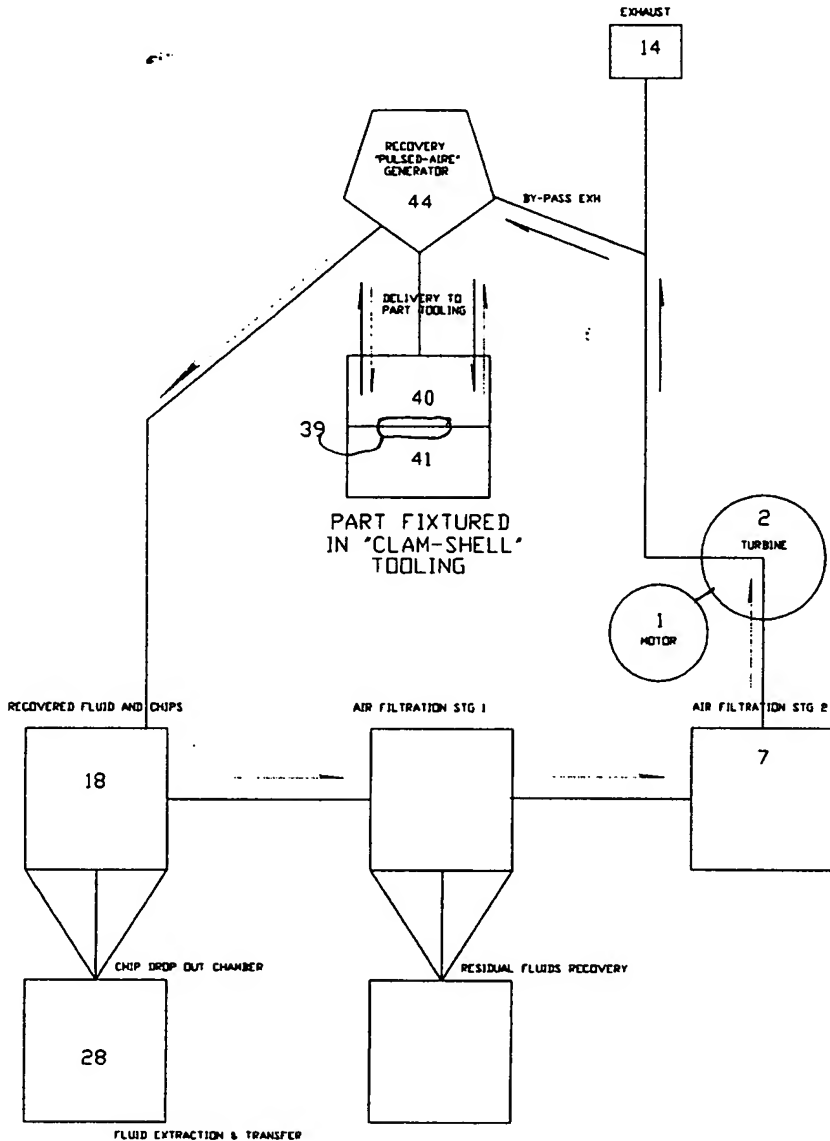 EXHAUST
14
RECOVERY
"PULSED-AIRE"
GENERATOR
44
BY-PASS EXH
DELIVERY TO
PART TOOLING
40
39
41
PART FIXTURED
IN "CLAM-SHELL"
TOOLING
2
TURBINE
1
MOTOR
RECOVERED FLUID AND CHIPS
AIR FILTRATION STG 1
AIR FILTRATION STG 2
18
7
CHIP DROP OUT CHAMBER
RESIDUAL FLUIDS RECOVERY
28
FLUID EXTRACTION & TRANSFER